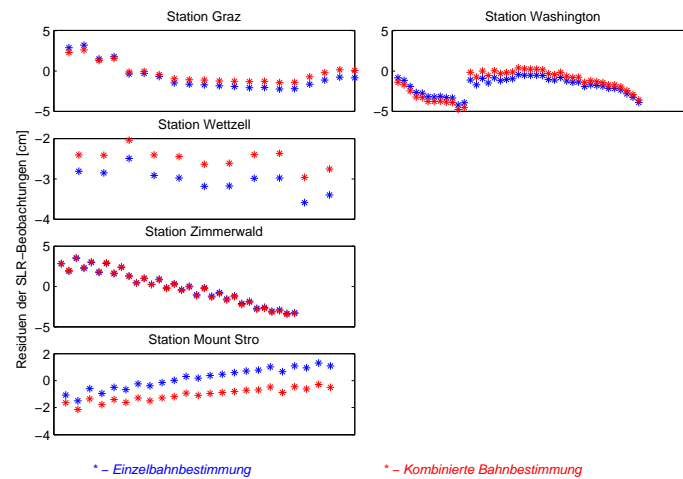 Station Graz
5
0
−5
Station Washington
5
0
−5
Station Wettzell
−2
−3
−4
Station Zimmerwald
5
0
−5
Station Mount Stro
2
0
−2
−4
Residuen der SLR−Beobachtungen [cm]
* − Einzelbahnbestimmung
* − Kombinierte Bahnbestimmung